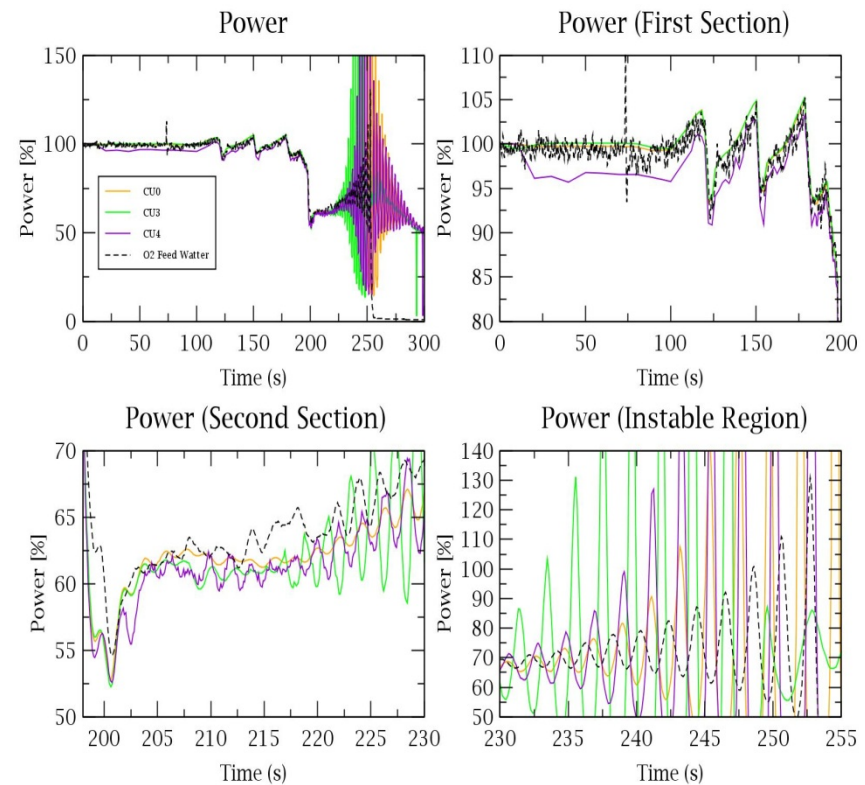 Power
Power [%]
150
100
50
0
CU0
CU3
CU4
O2 Feed Watter
0 50 100 150 200 250 300
Time (s)
Power (First Section)
Power [%]
110
105
100
95
90
85
80
0 50 100 150 200
Time (s)
Power (Second Section)
Power [%]
70
65
60
55
50
200 205 210 215 220 225 230
Time (s)
Power (Instable Region)
Power [%]
140
130
120
110
100
90
80
70
60
50
230 235 240 245 250 255
Time (s)